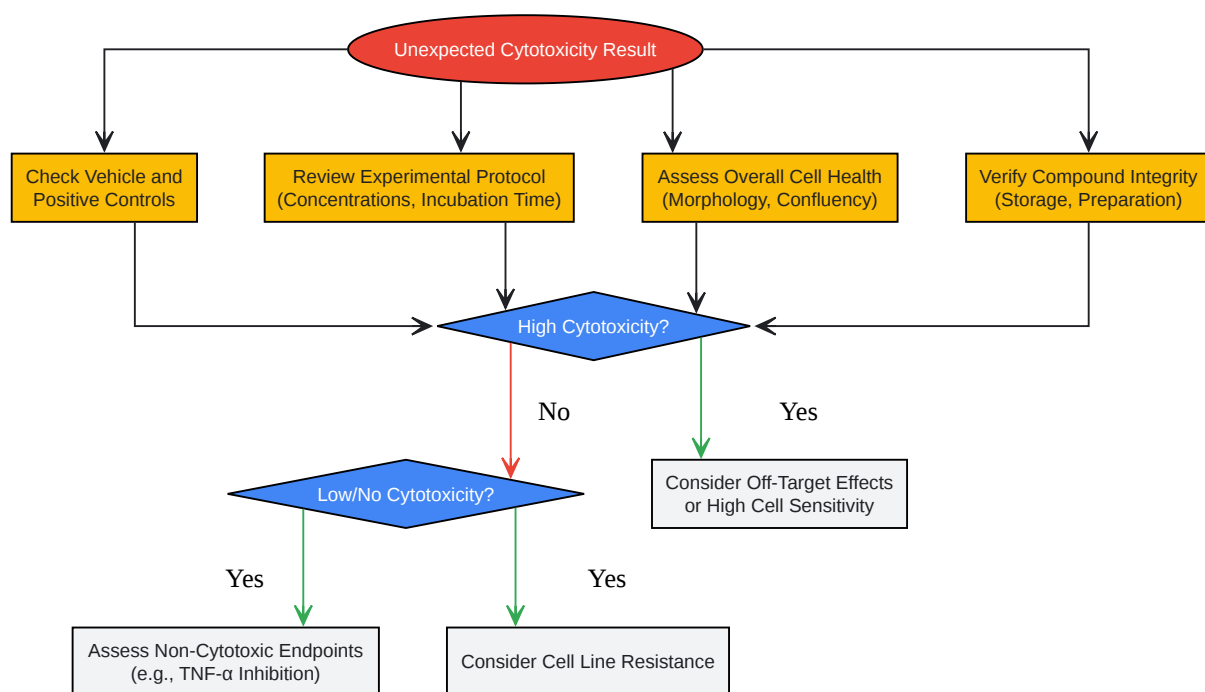 Unexpected Cytotoxicity Result
Check Vehicle and
Positive Controls
Review Experimental Protocol
(Concentrations, Incubation Time)
Assess Overall Cell Health
(Morphology, Confluency)
Verify Compound Integrity
(Storage, Preparation)
High Cytotoxicity?
No
Yes
Low/No Cytotoxicity?
Consider Off-Target Effects
or High Cell Sensitivity
Yes
Yes
Assess Non-Cytotoxic Endpoints
(e.g., TNF-α Inhibition)
Consider Cell Line Resistance